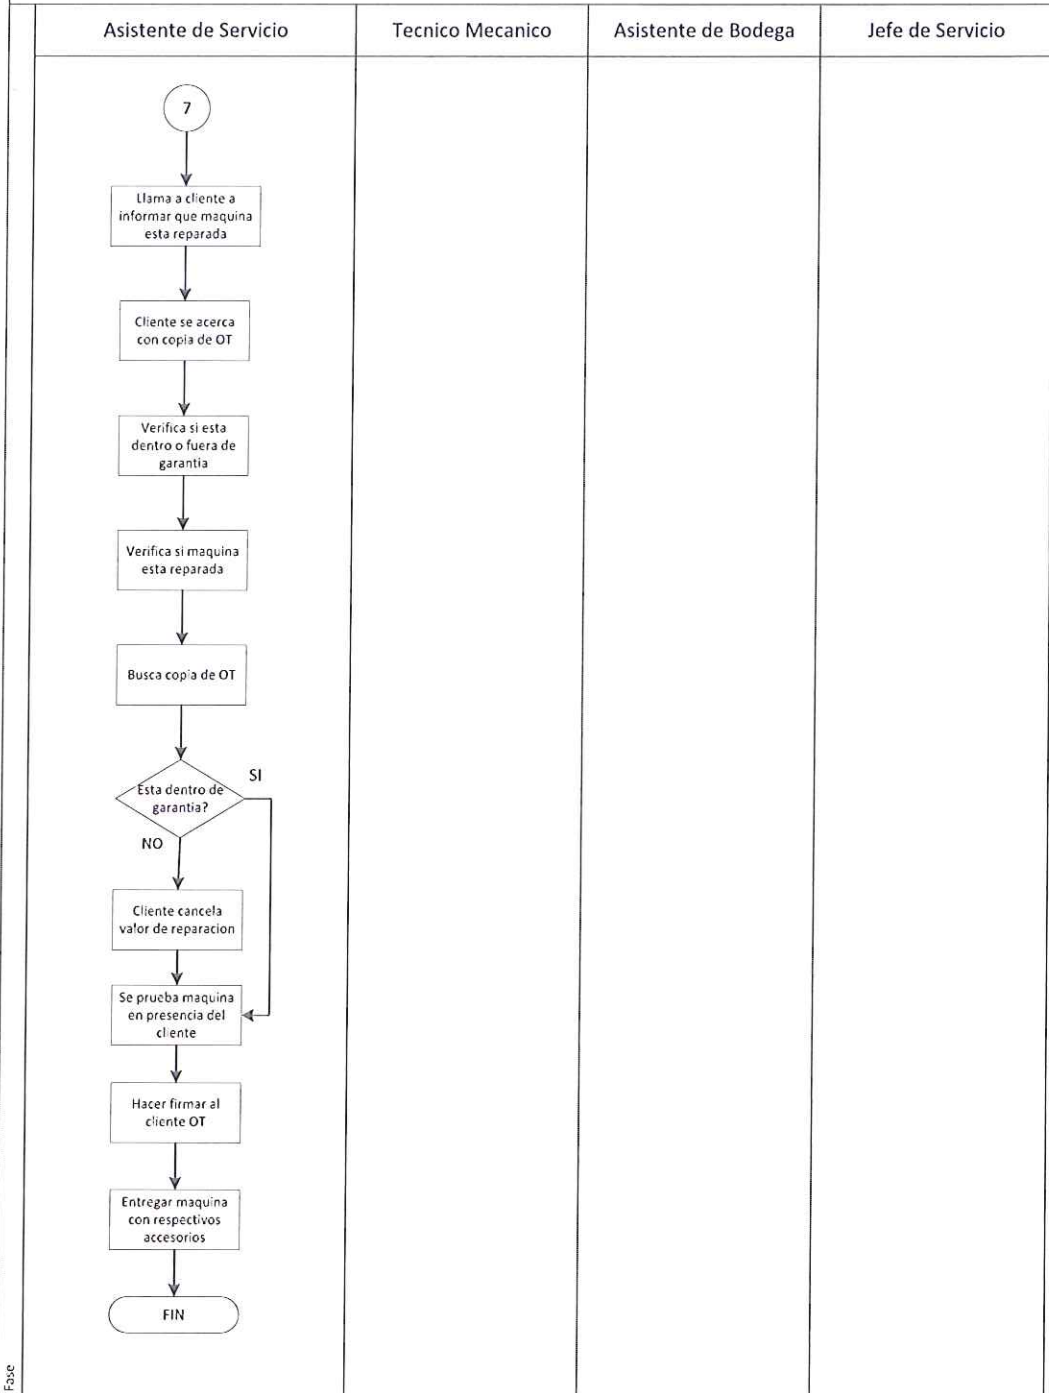 Asistente de Servicio
Tecnico Mecanico
Asistente de Bodega
Jefe de Servicio
7
Llama a cliente a
informar que maquina
esta reparada
Cliente se acerca
con copia de OT
Verifica si esta
dentro o fuera de
garantia
Verifica si maquina
esta reparada
Busca copia de OT
Esta dentro de
garantia?
SI
NO
Cliente cancela
valor de reparacion
Se prueba maquina
en presencia del
cliente
Hacer firmar al
cliente OT
Entregar maquina
con respectivos
accesorios
FIN
Fase